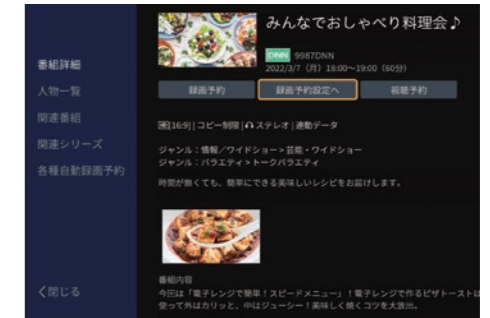 みんなでおしゃべり料理会♪
DNN 9987DNN
2022/3/7（月）18:00～19:00（60分）
番組詳細
人物一覧
関連番組
関連シリーズ
各種自動録画予約
〈閉じる
録画予約 録画予約設定へ 視聴予約
[16:9]|コピー制限|ステレオ|連動データ
ジャンル：情報／ワイドショー＞芸能・ワイドショー
ジャンル：バラエティ＞トークバラエティ
時間が無くても、簡単にできる美味しいレシピをお届けします。
番組内容
今回は「電子レンジで簡単！スピードメニュー」！電子レンジで作るピザトーストは
使って外はカリッと、中はジューシー！美味しく焼くコツを大放出。